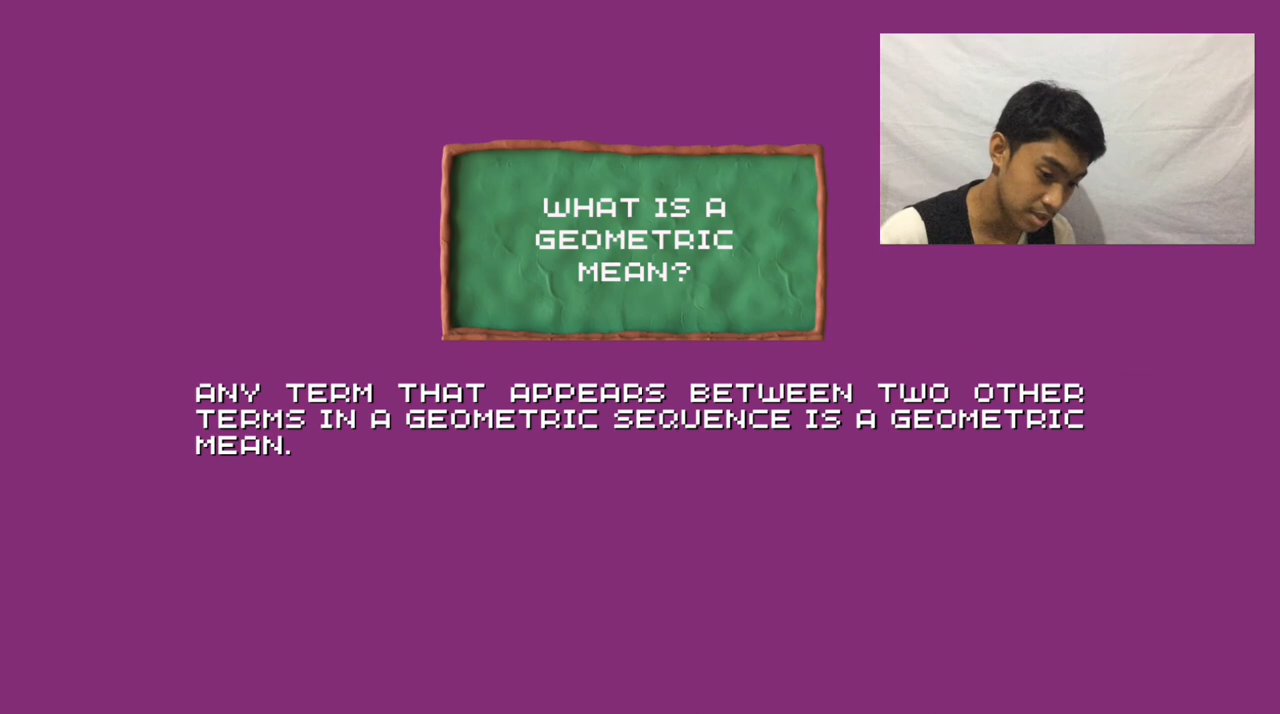 WHAT IS A
GEOMETRIC
MEAN?
ANY TERM THAT APPEARS BETWEEN TWO OTHER
TERMS IN A GEOMETRIC SEQUENCE IS A GEOMETRIC
MEAN.